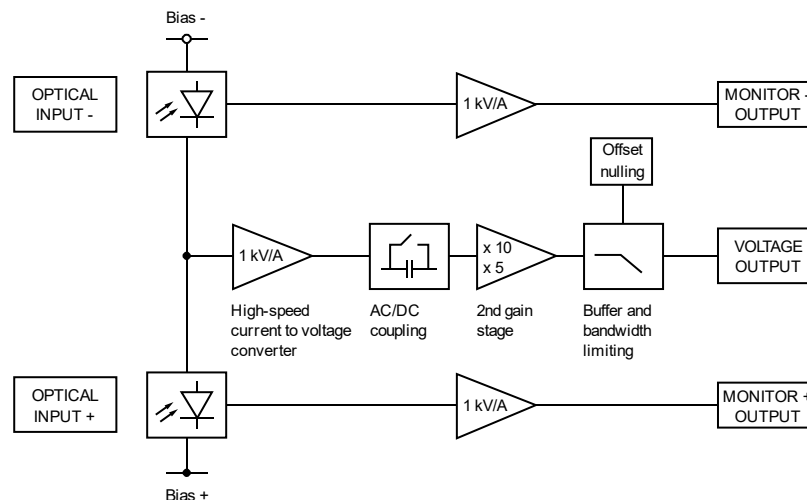 Bias -
OPTICAL
INPUT -
1 kV/A
MONITOR -
OUTPUT
Offset
nulling
1 kV/A
x 10
x 5
VOLTAGE
OUTPUT
High-speed
current to voltage
converter
AC/DC
coupling
2nd gain
stage
Buffer and
bandwidth
limiting
OPTICAL
INPUT +
1 kV/A
MONITOR +
OUTPUT
Bias +